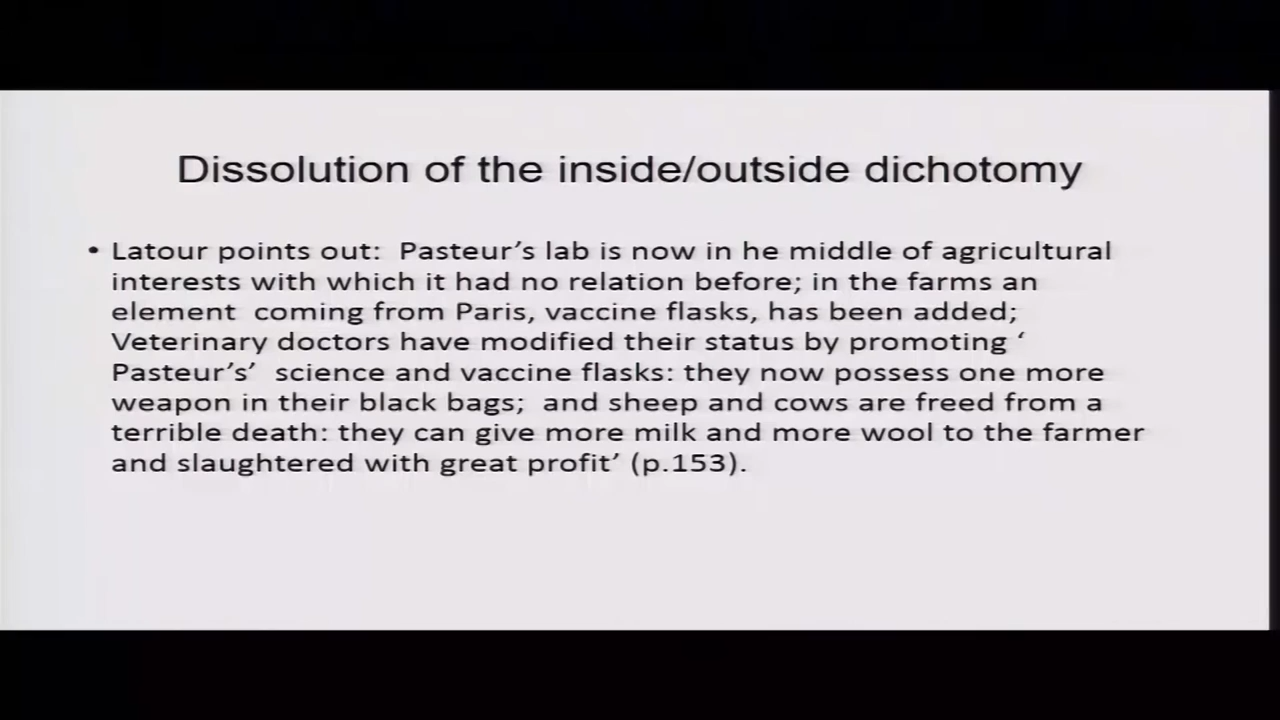 Dissolution of the inside/outside dichotomy
• Latour points out:  Pasteur’s lab is now in he middle of agricultural
interests with which it had no relation before; in the farms an
element  coming from Paris, vaccine flasks, has been added;
Veterinary doctors have modified their status by promoting ‘
Pasteur’s’  science and vaccine flasks: they now possess one more
weapon in their black bags;  and sheep and cows are freed from a
terrible death: they can give more milk and more wool to the farmer
and slaughtered with great profit’ (p.153).